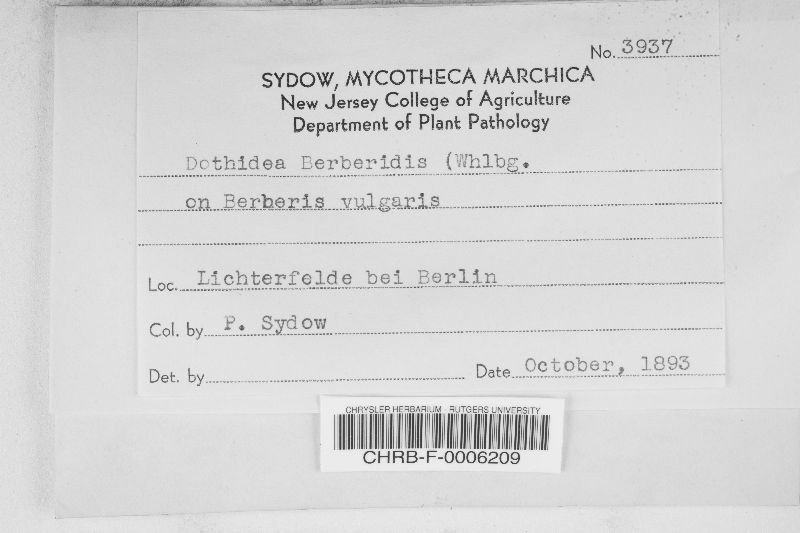 No. 3937
SYDOW, MYCOTHECA MARCHICA
New Jersey College of Agriculture
Department of Plant Pathology
Dothidea Berberidis (Whlbg.
on Berberis vulgaris
Loc. Lichterfelde bei Berlin
Col. by P. Sydow
Det. by Date October, 1893
CHRYSLER HERBARIUM - RUTGERS UNIVERSITY
CHRB-F-0006209